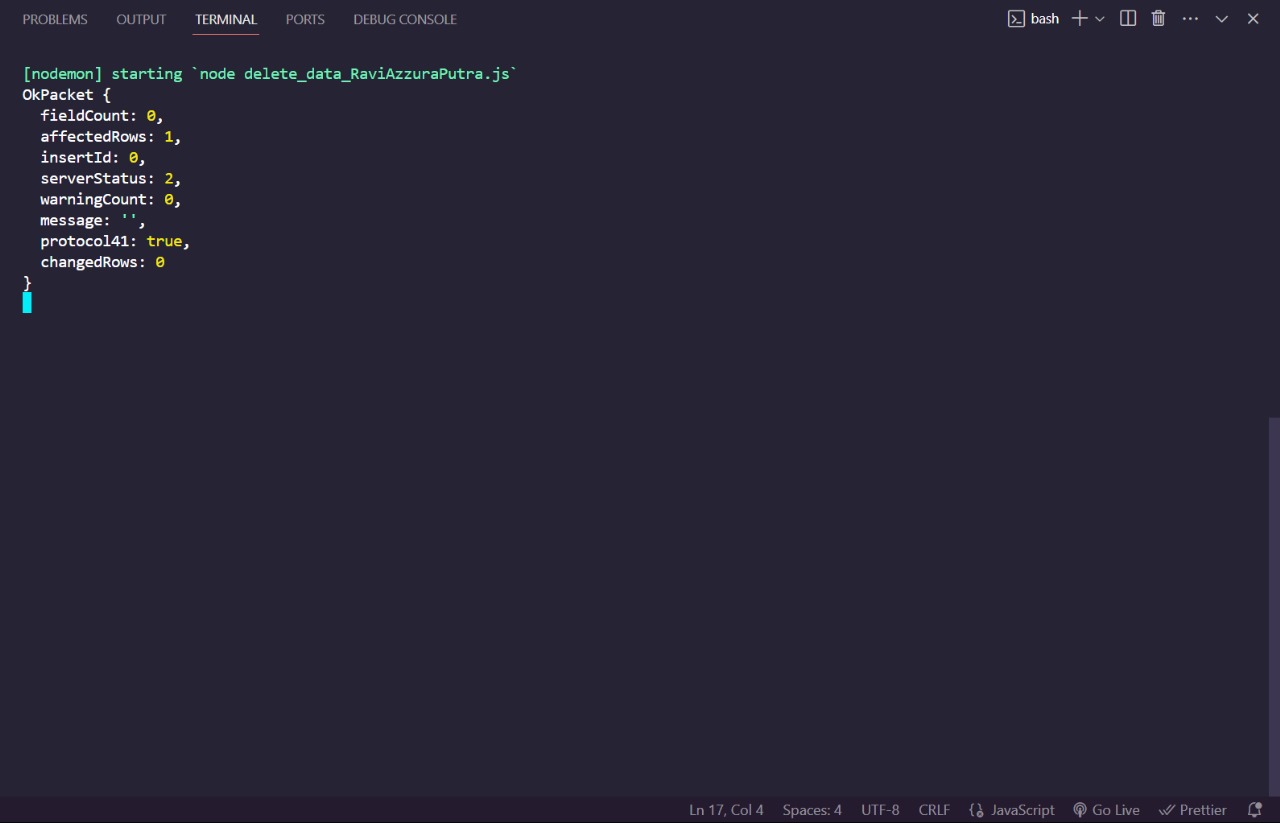 PROBLEMS OUTPUT TERMINAL PORTS DEBUG CONSOLE bash
[nodemon] starting `node delete_data_RaviAzzuraPutra.js`
OkPacket {
  fieldCount: 0,
  affectedRows: 1,
  insertId: 0,
  serverStatus: 2,
  warningCount: 0,
  message: '',
  protocol41: true,
  changedRows: 0
}
Ln 17, Col 4 Spaces: 4 UTF-8 CRLF JavaScript Go Live Prettier